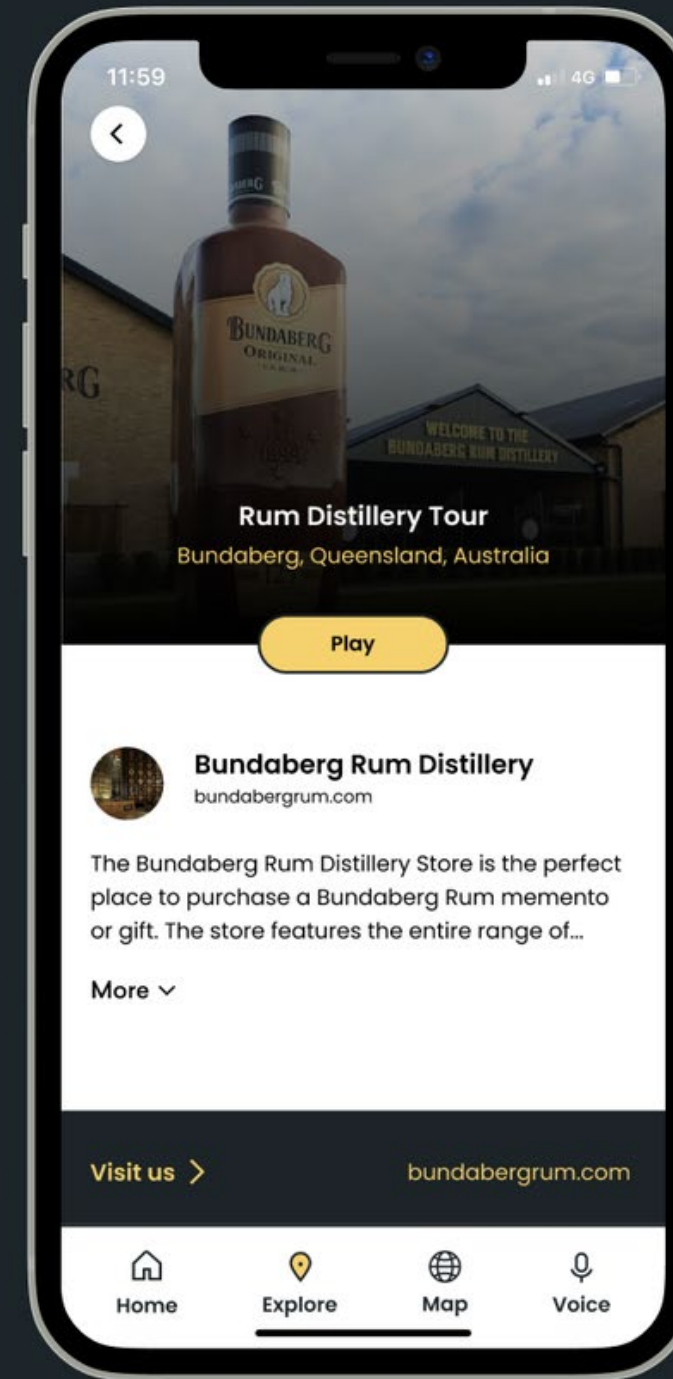 11:59
4G
BUNDABERG
ORIGINAL
RG
WELCOME TO THE
BUNDABERG RUM DISTILLERY
Rum Distillery Tour
Bundaberg, Queensland, Australia
Play
Bundaberg Rum Distillery
bundabergrum.com
The Bundaberg Rum Distillery Store is the perfect
place to purchase a Bundaberg Rum memento
or gift. The store features the entire range of...
More
Visit us
bundabergrum.com
Home
Explore
Map
Voice